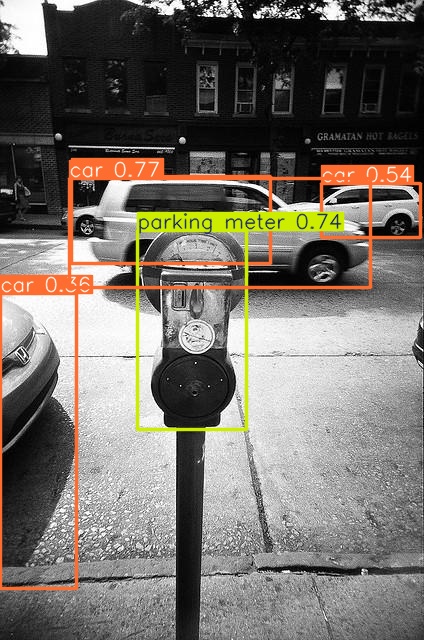 GRAMATAN HOT BAGELS
car 0.77
car 0.54
parking meter 0.74
car 0.36